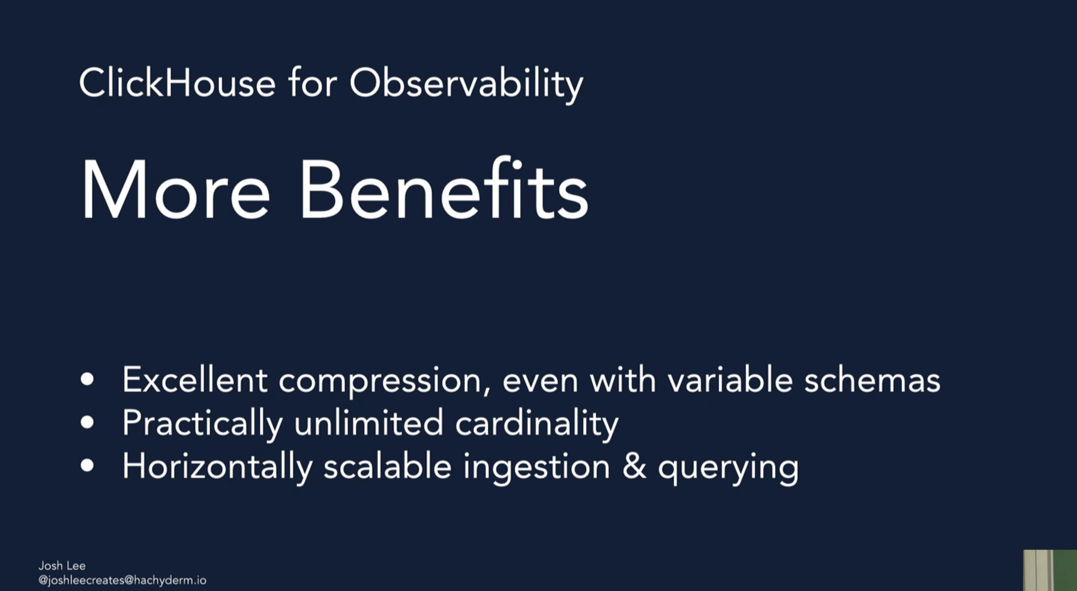 ClickHouse for Observability
More Benefits
• Excellent compression, even with variable schemas
• Practically unlimited cardinality
• Horizontally scalable ingestion & querying
Josh Lee
@joshleecreates@hachyderm.io